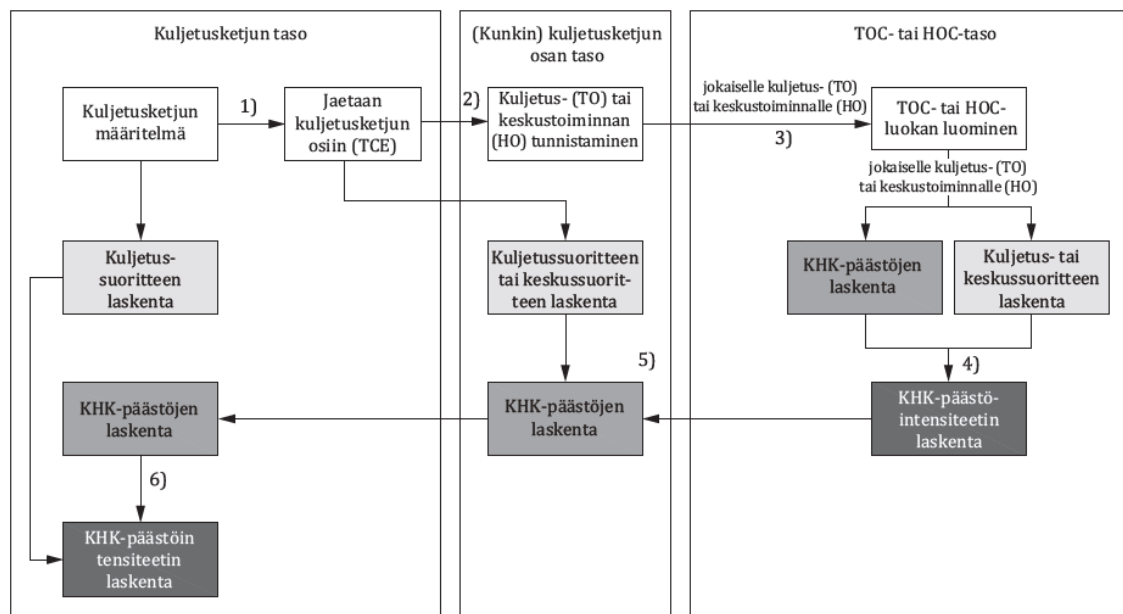 Kuljetusketjun taso
Kuljetusketjun
määritelmä
1)
Jaetaan
kuljetusketjun
osiin (TCE)
Kuljetus-
suoritteen
laskenta
KHK-päästöjen
laskenta
6)
KHK-päästöin
tensiteetin
laskenta
(Kunkin) kuljetusketjun
osan taso
2)
Kuljetus- (TO) tai
keskustoiminnan
(HO) tunnistaminen
Kuljetussuoritteen
tai keskussuorit-
teen laskenta
5)
KHK-päästöjen
laskenta
TOC- tai HOC-taso
jokaiselle kuljetus- (TO)
tai keskustoiminnalle (HO)
3)
TOC- tai HOC-
luokan luominen
jokaiselle kuljetus- (TO)
tai keskustoiminnalle (HO)
KHK-päästöjen
laskenta
Kuljetus- tai
keskussuoritteen
laskenta
4)
KHK-päästö-
intensiteetin
laskenta